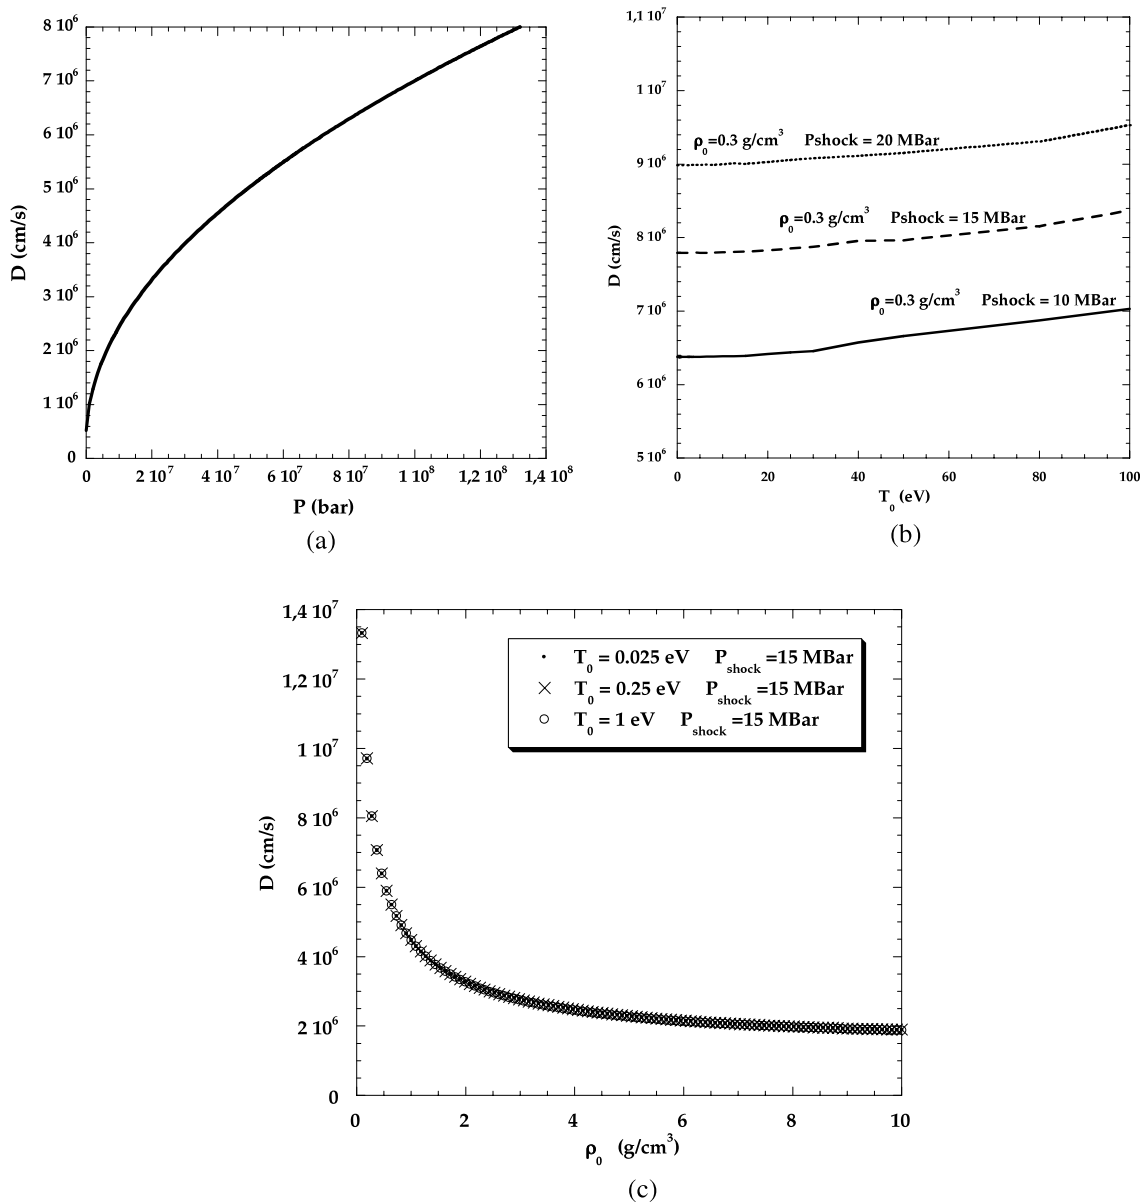 8 10⁶
7 10⁶
6 10⁶
5 10⁶
4 10⁶
3 10⁶
2 10⁶
1 10⁶
0
D (cm/s)
0 2 10⁷ 4 10⁷ 6 10⁷ 8 10⁷ 1 10⁸ 1,2 10⁸ 1,4 10⁸
P (bar)
(a)
1,1 10⁷
1 10⁷
9 10⁶
8 10⁶
7 10⁶
6 10⁶
5 10⁶
D (cm/s)
ρ₀=0.3 g/cm³ Pshock = 20 MBar
ρ₀=0.3 g/cm³ Pshock = 15 MBar
ρ₀=0.3 g/cm³ Pshock = 10 MBar
0 20 40 60 80 100
T₀ (eV)
(b)
1,4 10⁷
1,2 10⁷
1 10⁷
8 10⁶
6 10⁶
4 10⁶
2 10⁶
0
D (cm/s)
T₀ = 0.025 eV P_shock =15 MBar
T₀ = 0.25 eV P_shock =15 MBar
T₀ = 1 eV P_shock =15 MBar
0 2 4 6 8 10
ρ₀ (g/cm³)
(c)